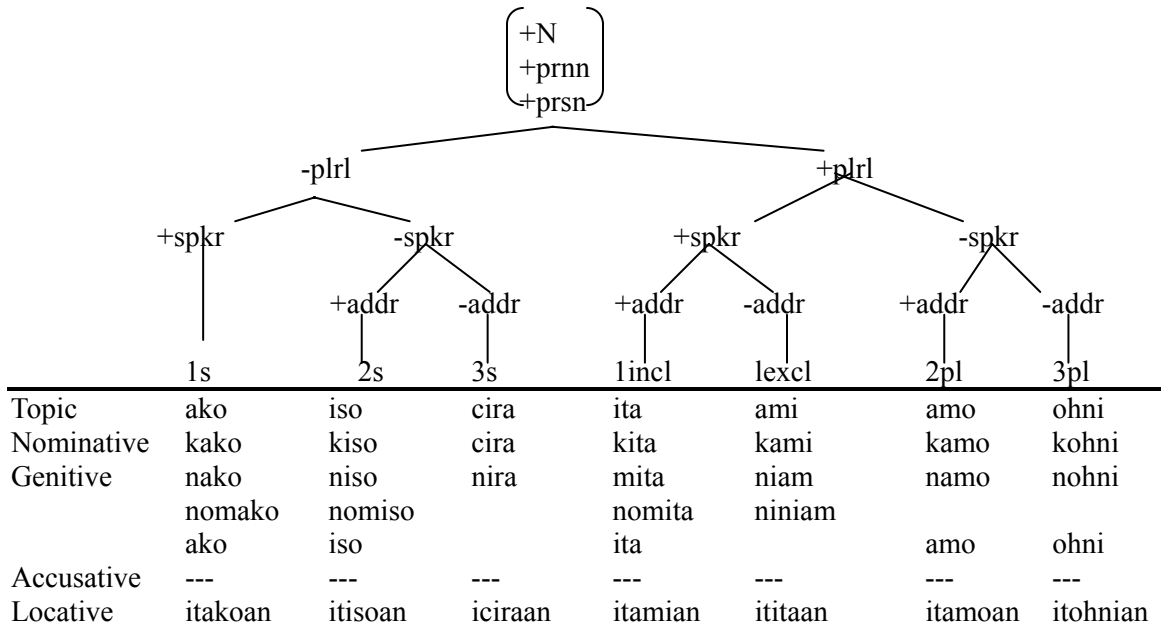 +N
+prnn
+prsn
-plrl +plrl
+spkr -spkr +spkr -spkr
+addr -addr +addr -addr +addr -addr
1s 2s 3s 1incl lexcl 2pl 3pl
Topic ako iso cira ita ami amo ohni
Nominative kako kiso cira kita kami kamo kohni
Genitive nako niso nira mita niam namo nohni
nomako nomiso nomita niniam
ako iso ita amo ohni
Accusative --- --- --- --- --- --- ---
Locative itakoan itisoan iciraan itamian ititaan itamoan itohnian